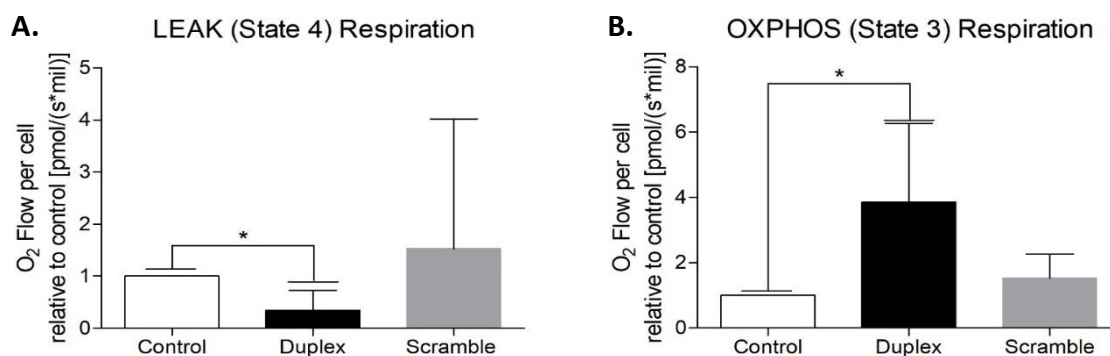 A.
LEAK (State 4) Respiration
O₂ Flow per cell
relative to control [pmol/(s*mil)]
5
4
3
2
1
0
*
Control
Duplex
Scramble
B.
OXPHOS (State 3) Respiration
O₂ Flow per cell
relative to control [pmol/(s*mil)]
8
6
4
2
0
*
Control
Duplex
Scramble